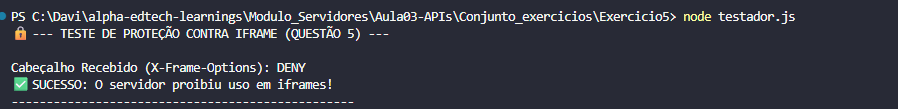 PS C:\Davi\alpha-edtech-learnings\Modulo_Servidores\Aula03-APIs\Conjunto_exercicios\Exercicio5> node testador.js
🔒 --- TESTE DE PROTEÇÃO CONTRA IFRAME (QUESTÃO 5) ---
Cabeçalho Recebido (X-Frame-Options): DENY
✅ SUCESSO: O servidor proibiu uso em iframes!
---------------------------------------------------